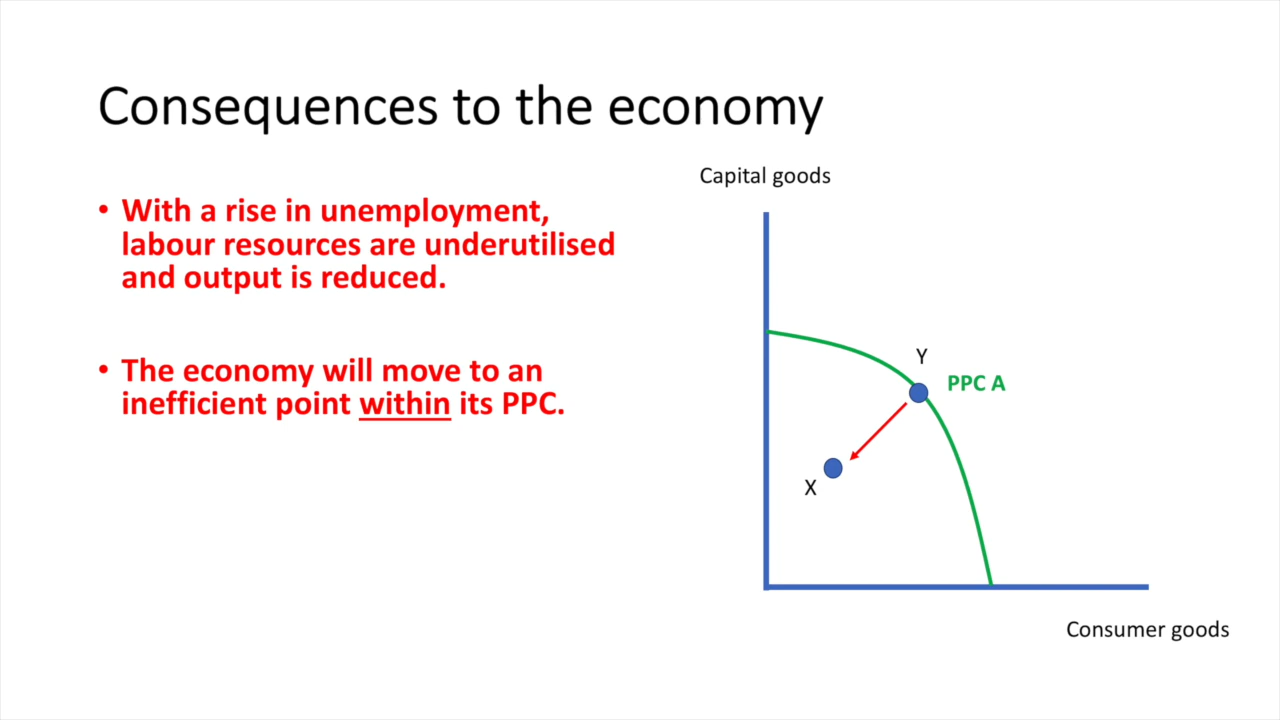 Consequences to the economy
• With a rise in unemployment,
labour resources are underutilised
and output is reduced.
• The economy will move to an
inefficient point within its PPC.
Capital goods
Y
PPC A
X
Consumer goods